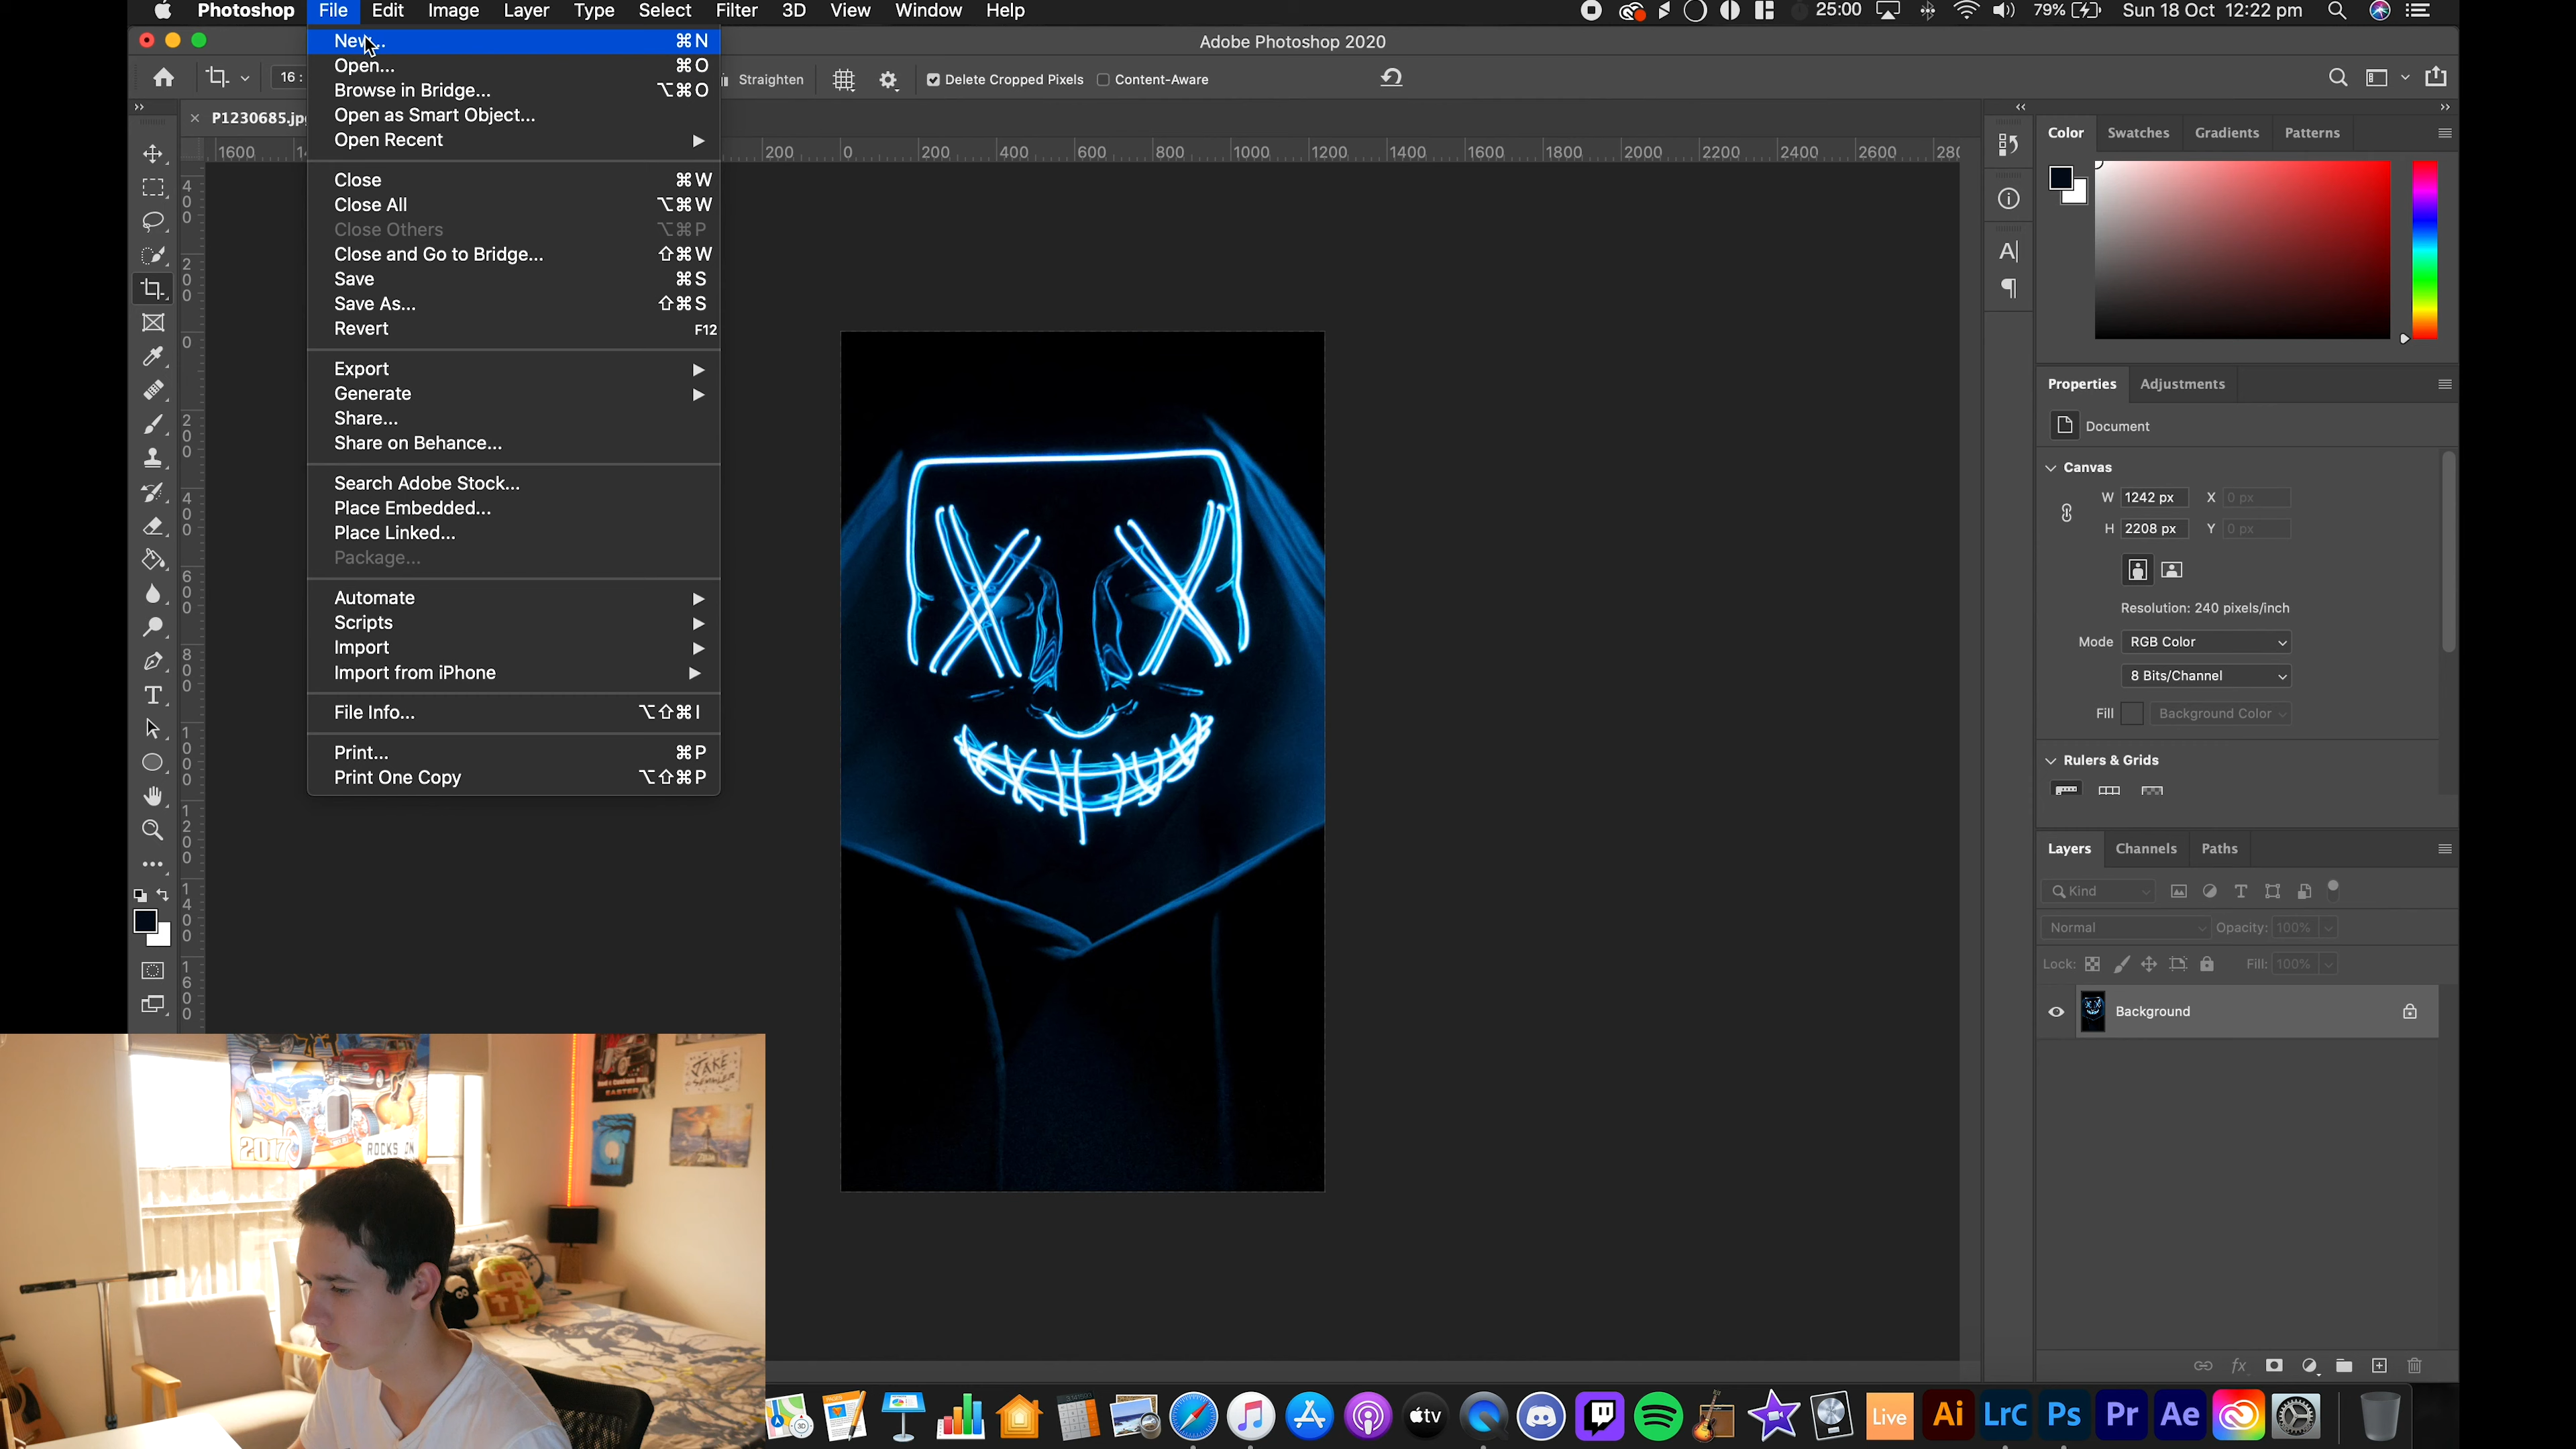 Photoshop File Edit Image Layer Type Select Filter 3D View Window Help 25:00 79% Sun 18 Oct 12:22 pm
Adobe Photoshop 2020
16 : Straighten Delete Cropped Pixels Content-Aware
New... ⌘N
Open... ⌘O
Browse in Bridge... ⌥⌘O
Open as Smart Object...
Open Recent
Close ⌘W
Close All ⌥⌘W
Close Others ⌥⌘P
Close and Go to Bridge... ⇧⌘W
Save ⌘S
Save As... ⇧⌘S
Revert F12
Export
Generate
Share...
Share on Behance...
Search Adobe Stock...
Place Embedded...
Place Linked...
Package...
Automate
Scripts
Import
Import from iPhone
File Info... ⌥⇧⌘I
Print... ⌘P
Print One Copy ⌥⇧⌘P
P1230685.jp
1600 200 0 200 400 600 800 1000 1200 1400 1600 1800 2000 2200 2400 2600
400
200
0
200
400
600
800
1000
1200
1400
1600
Color Swatches Gradients Patterns
Properties Adjustments
Document
Canvas
W 1242 px X 0 px
H 2208 px Y 0 px
Resolution: 240 pixels/inch
Mode RGB Color
8 Bits/Channel
Fill Background Color
Rulers & Grids
Layers Channels Paths
Kind
Normal Opacity: 100%
Lock: Fill: 100%
Background
2017
ROCKS ON
JAKE
tv Live Ai LrC Ps Pr Ae